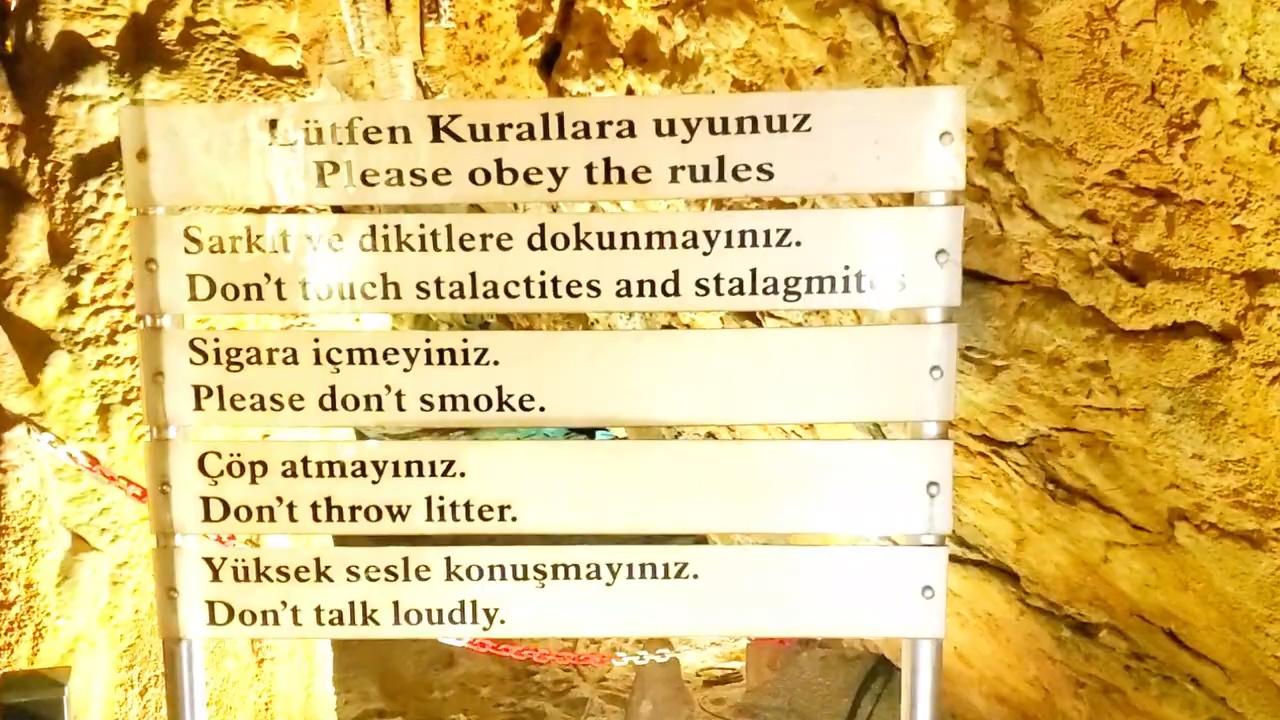 Lütfen Kurallara uyunuz
Please obey the rules
Sarkıt ve dikitlere dokunmayınız.
Don't touch stalactites and stalagmites
Sigara içmeyiniz.
Please don't smoke.
Çöp atmayınız.
Don't throw litter.
Yüksek sesle konuşmayınız.
Don't talk loudly.